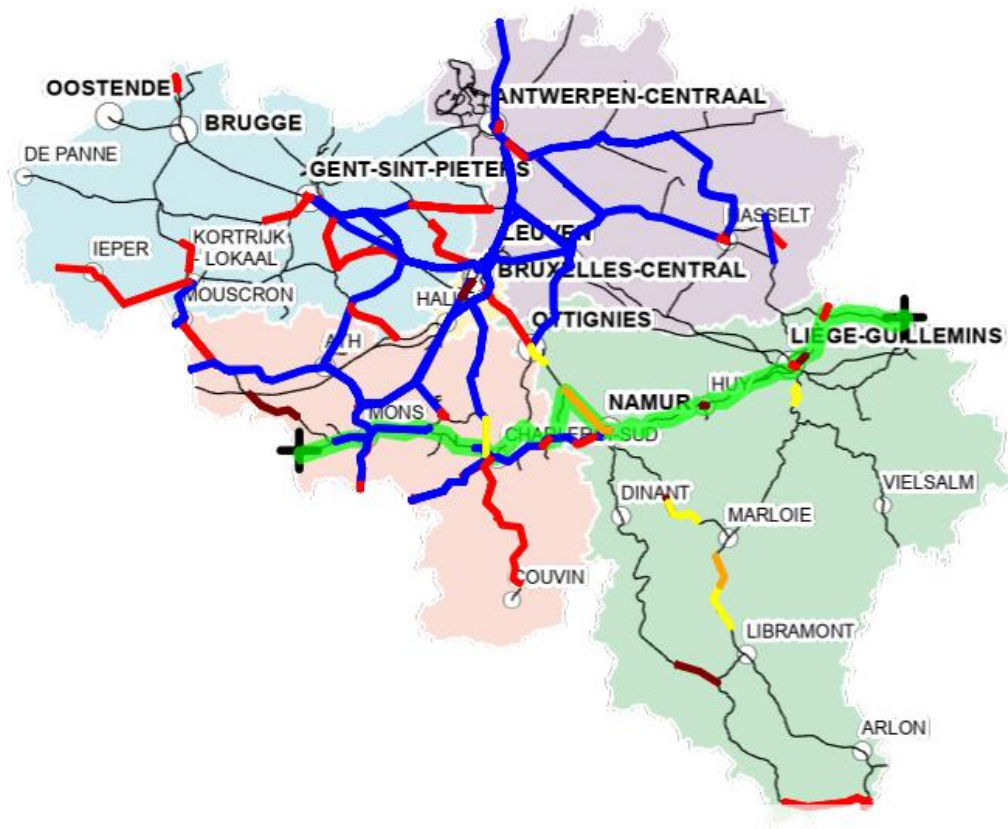 OOSTENDE
ANTWERPEN-CENTRAAL
BRUGGE
DE PANNE
GENT-SINT-PIETERS
HASSELT
IEPER
KORTRIJK
LOKAAL
LEUVEN
BRUXELLES-CENTRAL
MOUSCRON
OTTIGNIES
ATH
LIEGE-GUILLEMINS
HUY
NAMUR
MONS
CHARLEROI-SUD
DINANT
VIELSALM
MARLOIE
COUVIN
LIBRAMONT
ARLON